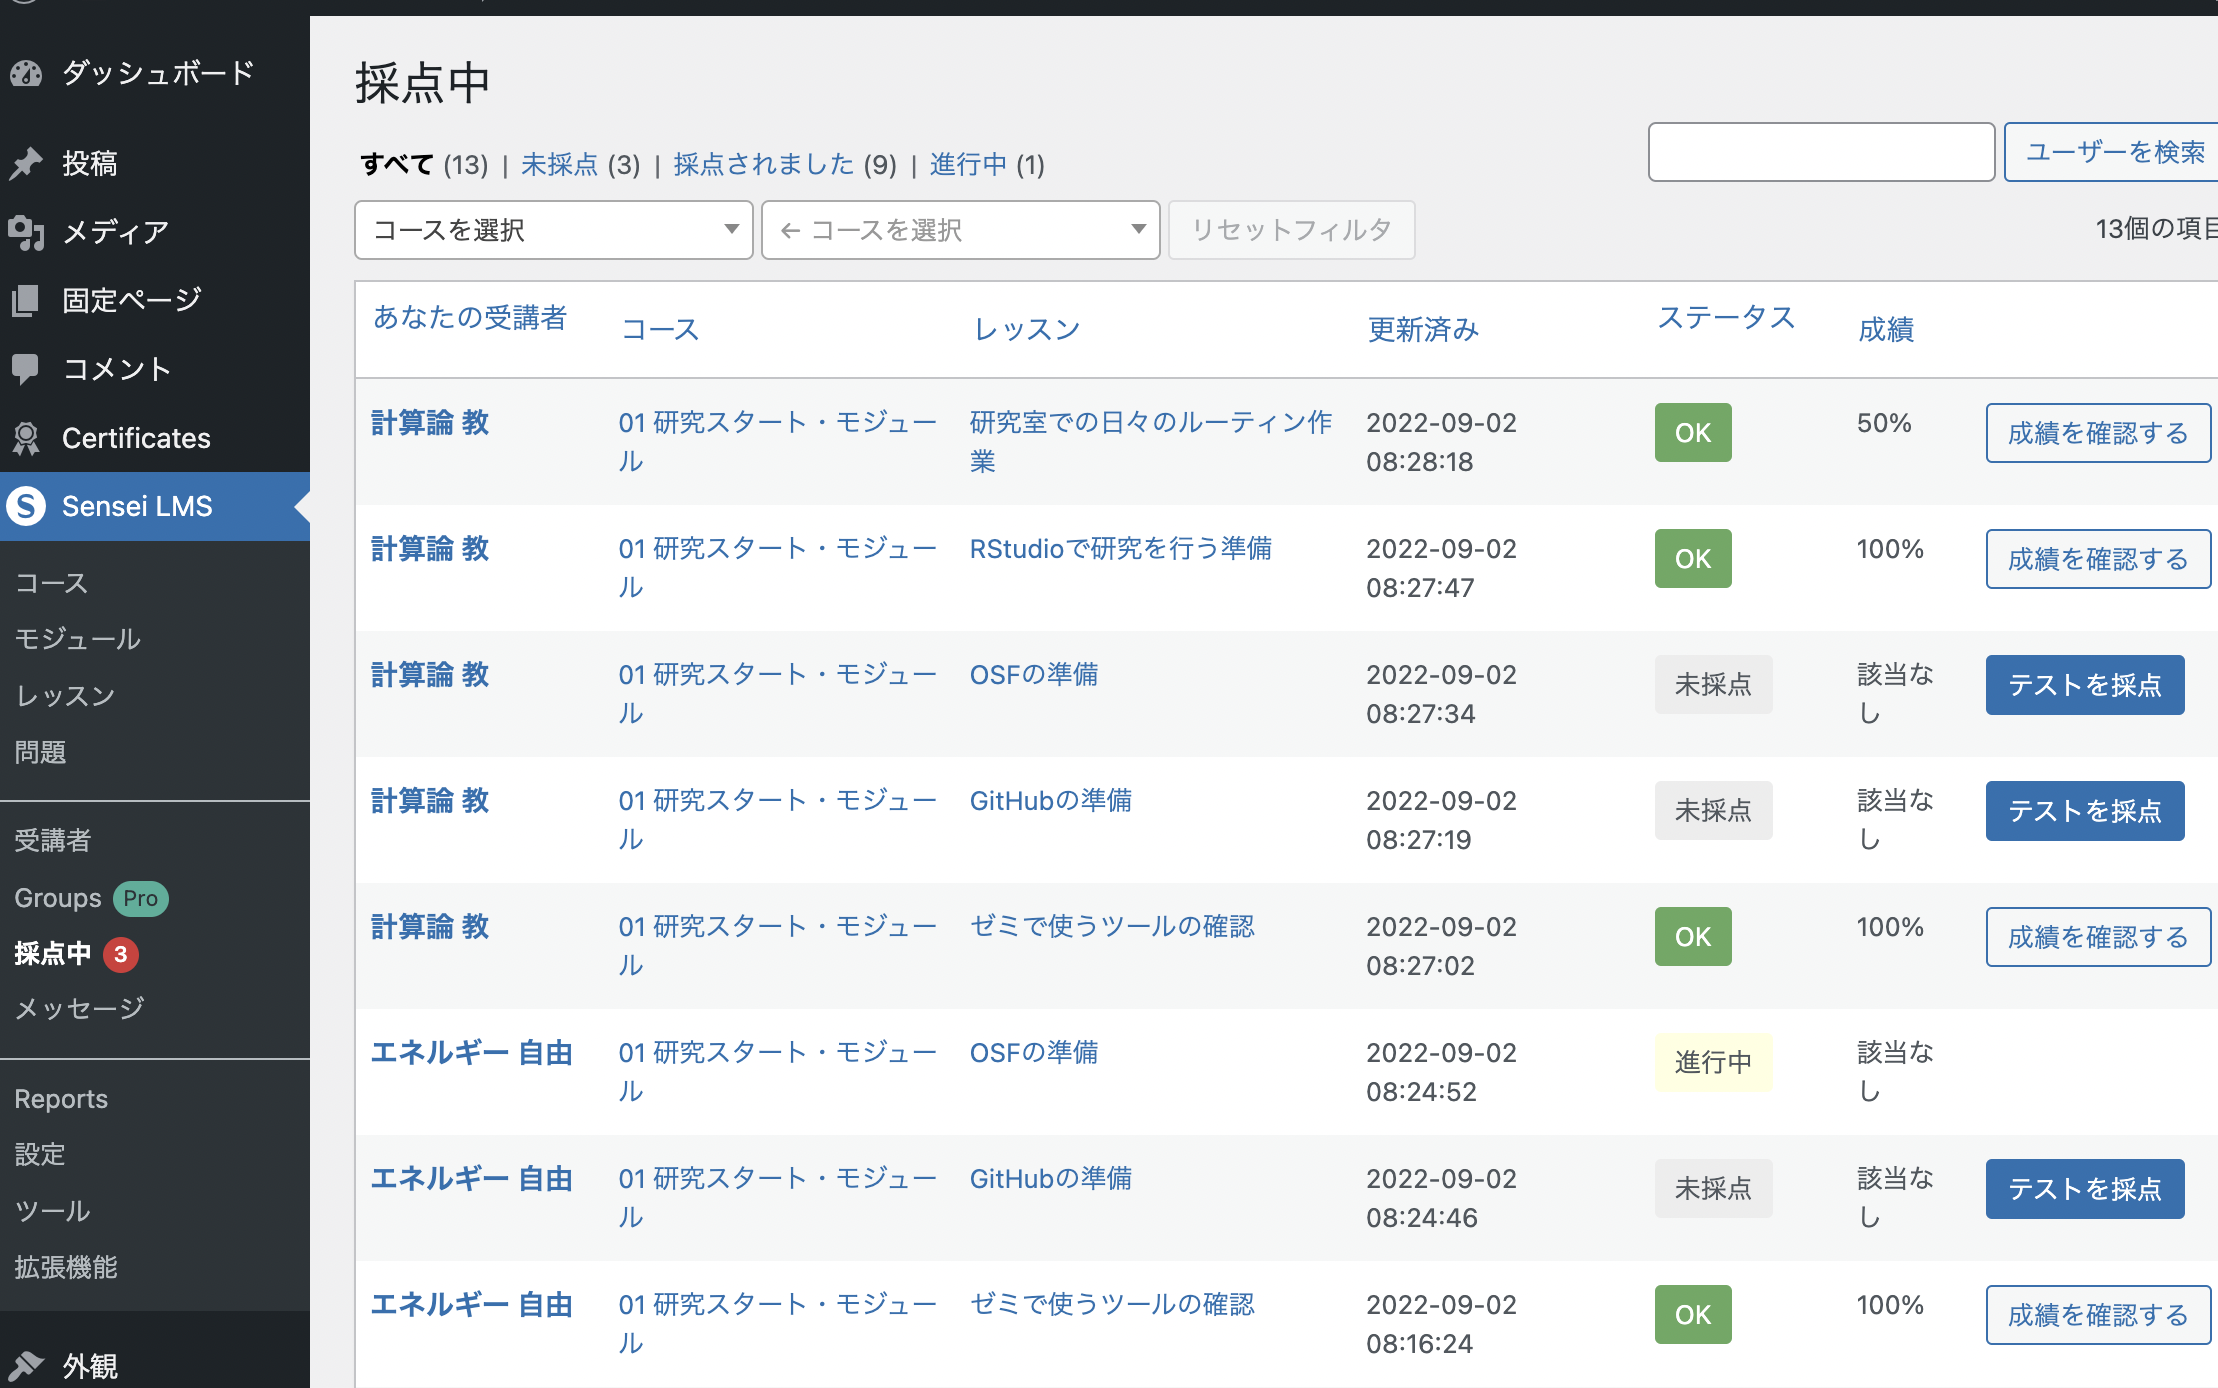 ダッシュボード
投稿
メディア
固定ページ
コメント
Certificates
S Sensei LMS
コース
モジュール
レッスン
問題
受講者
Groups Pro
採点中 3
メッセージ
Reports
設定
ツール
拡張機能
外観
採点中
すべて (13) | 未採点 (3) | 採点されました (9) | 進行中 (1)
ユーザーを検索
コースを選択 ← コースを選択 リセットフィルタ
13個の項目
あなたの受講者 コース レッスン 更新済み ステータス 成績
計算論 教 01 研究スタート・モジュー 研究室での日々のルーティン作 2022-09-02 OK 50% 成績を確認する
ル 業 08:28:18
計算論 教 01 研究スタート・モジュー RStudioで研究を行う準備 2022-09-02 OK 100% 成績を確認する
ル 08:27:47
計算論 教 01 研究スタート・モジュー OSFの準備 2022-09-02 未採点 該当な テストを採点
ル 08:27:34 し
計算論 教 01 研究スタート・モジュー GitHubの準備 2022-09-02 未採点 該当な テストを採点
ル 08:27:19 し
計算論 教 01 研究スタート・モジュー ゼミで使うツールの確認 2022-09-02 OK 100% 成績を確認する
ル 08:27:02
エネルギー 自由 01 研究スタート・モジュー OSFの準備 2022-09-02 進行中 該当な
ル 08:24:52 し
エネルギー 自由 01 研究スタート・モジュー GitHubの準備 2022-09-02 未採点 該当な テストを採点
ル 08:24:46 し
エネルギー 自由 01 研究スタート・モジュー ゼミで使うツールの確認 2022-09-02 OK 100% 成績を確認する
ル 08:16:24